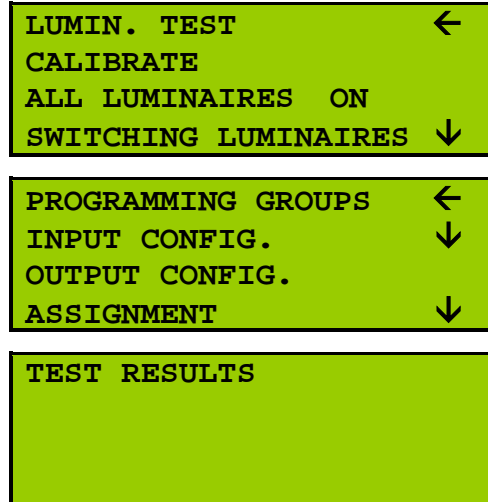 LUMIN. TEST ←
CALIBRATE
ALL LUMINAIRES ON
SWITCHING LUMINAIRES ↓
PROGRAMMING GROUPS ←
INPUT CONFIG. ↓
OUTPUT CONFIG.
ASSIGNMENT ↓
TEST RESULTS